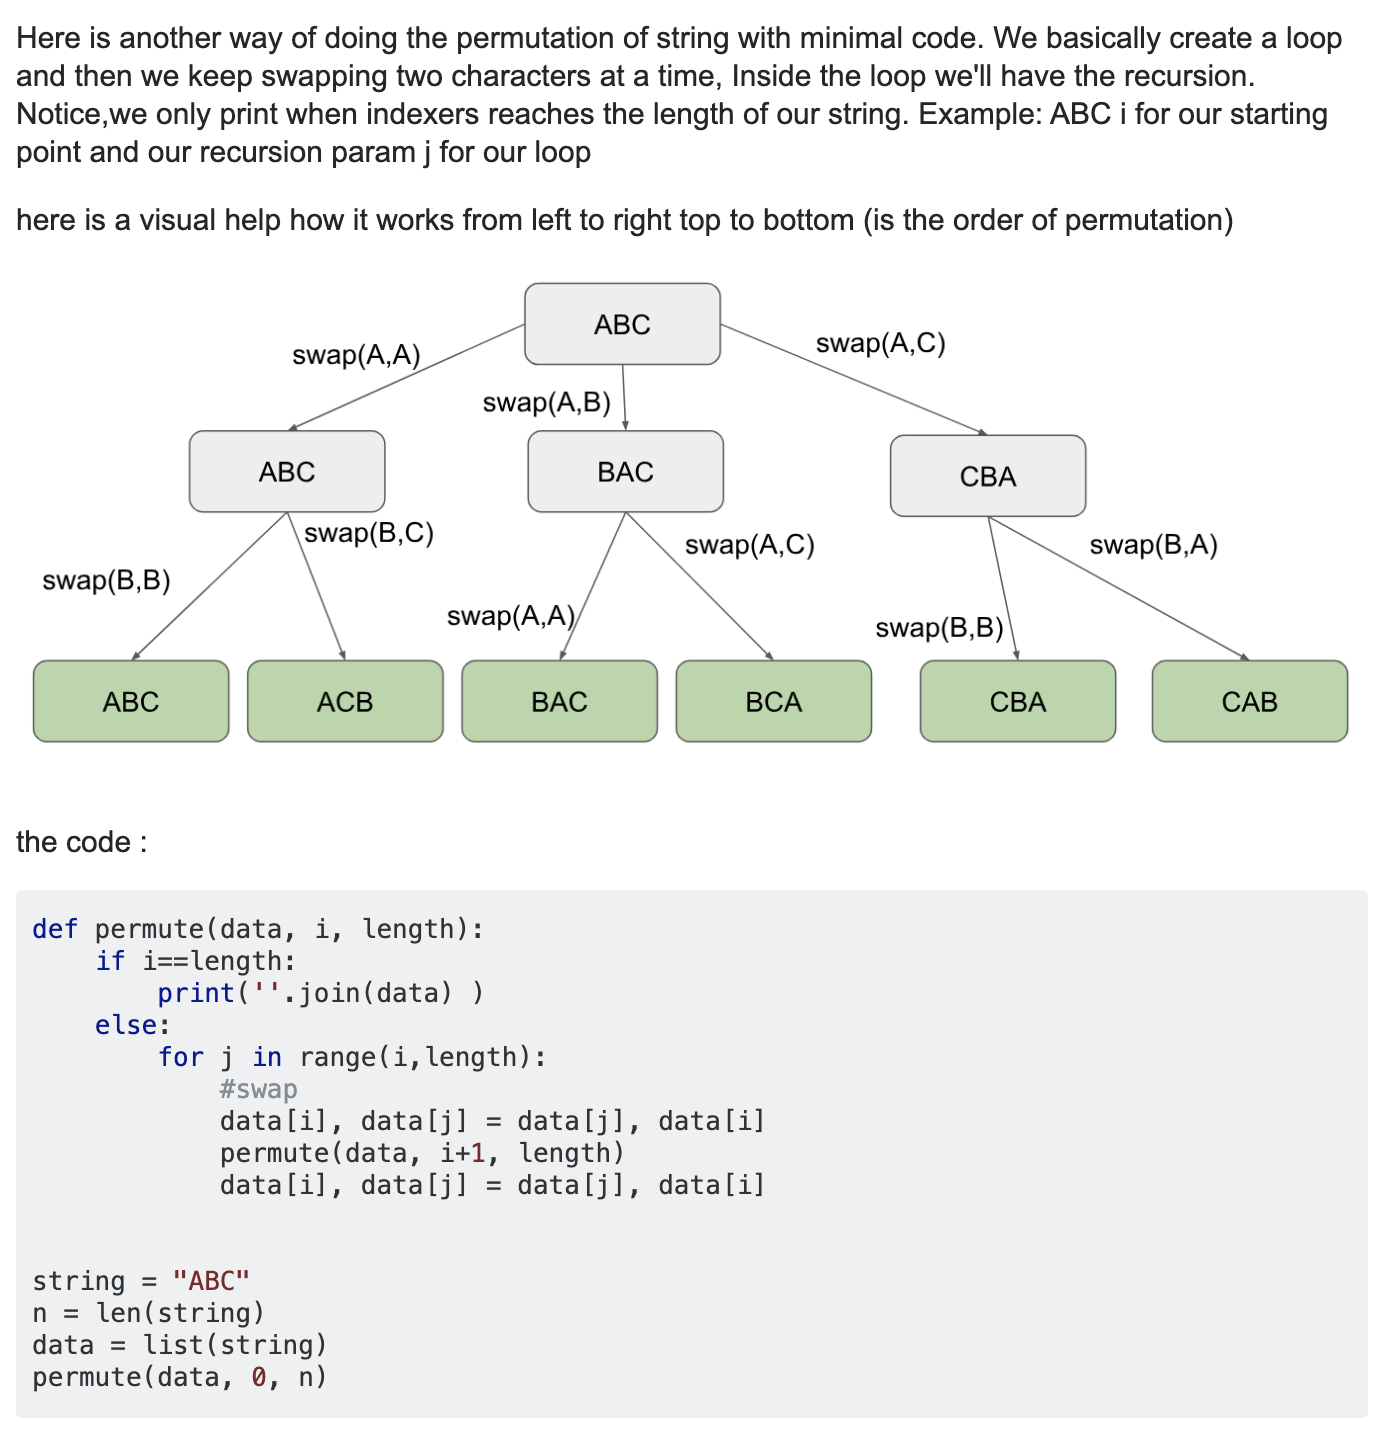 Here is another way of doing the permutation of string with minimal code. We basically create a loop
and then we keep swapping two characters at a time, Inside the loop we'll have the recursion.
Notice,we only print when indexers reaches the length of our string. Example: ABC i for our starting
point and our recursion param j for our loop
here is a visual help how it works from left to right top to bottom (is the order of permutation)
ABC
swap(A,A)
swap(A,B)
swap(A,C)
ABC
BAC
CBA
swap(B,B)
swap(B,C)
swap(A,A)
swap(A,C)
swap(B,B)
swap(B,A)
ABC
ACB
BAC
BCA
CBA
CAB
the code :
def permute(data, i, length):
    if i==length:
        print(''.join(data) )
    else:
        for j in range(i,length):
            #swap
            data[i], data[j] = data[j], data[i]
            permute(data, i+1, length)
            data[i], data[j] = data[j], data[i]
string = "ABC"
n = len(string)
data = list(string)
permute(data, 0, n)